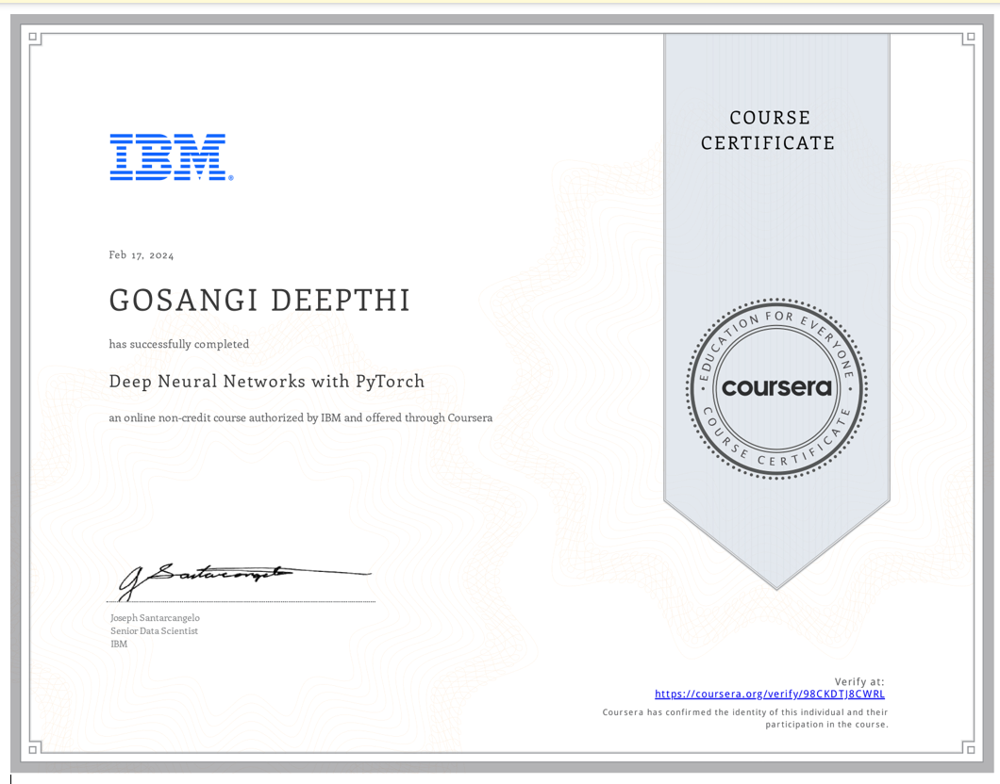 COURSE
CERTIFICATE
IBM®
Feb 17, 2024
GOSANGI DEEPTHI
has successfully completed
Deep Neural Networks with PyTorch
an online non-credit course authorized by IBM and offered through Coursera
• EDUCATION FOR EVERYONE •
coursera
COURSE CERTIFICATE
J Santarcangelo
Joseph Santarcangelo
Senior Data Scientist
IBM
Verify at:
https://coursera.org/verify/98CKDTJ8CWRL
Coursera has confirmed the identity of this individual and their
participation in the course.